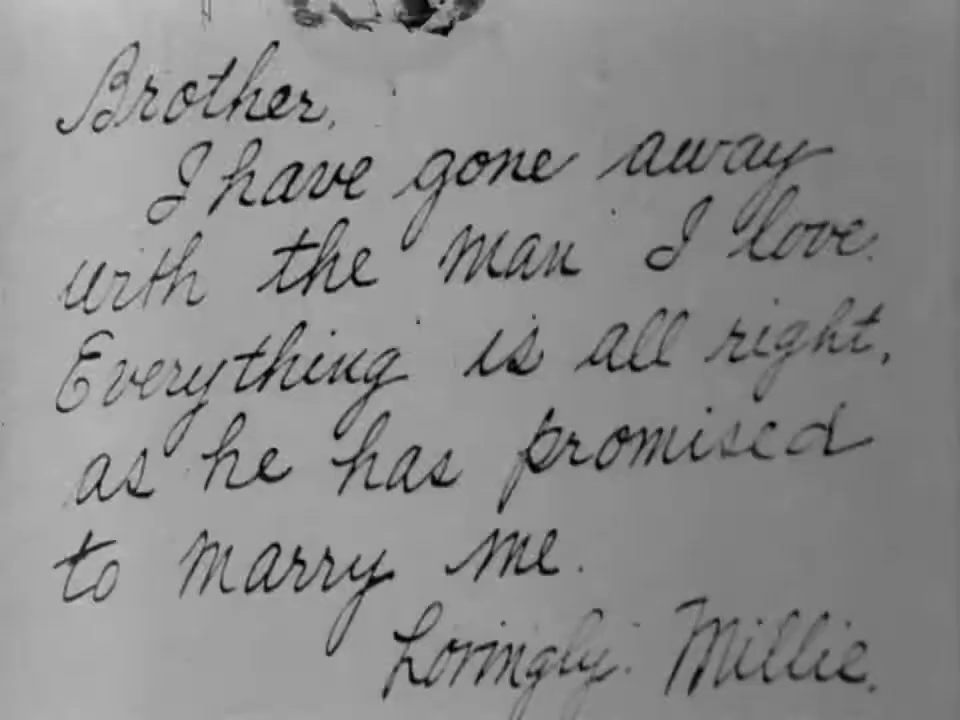 Brother,
I have gone away
with the man I love.
Everything is all right,
as he has promised
to marry me.
Lovingly. Millie.